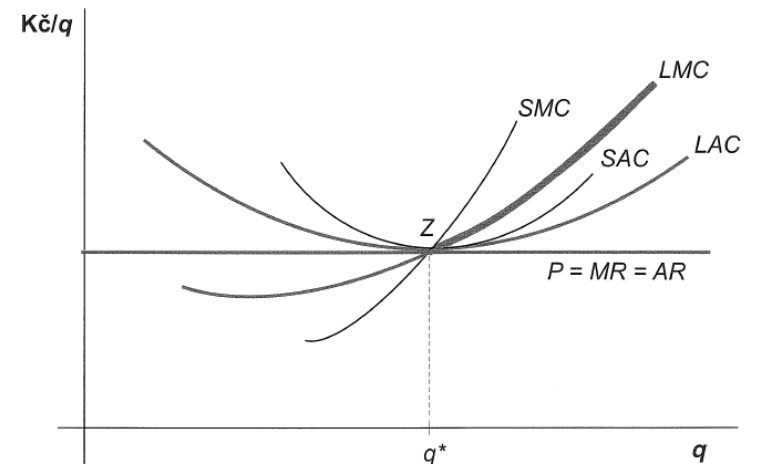 Kč/q
LMC
SMC
LAC
SAC
Z
P = MR = AR
q*
q